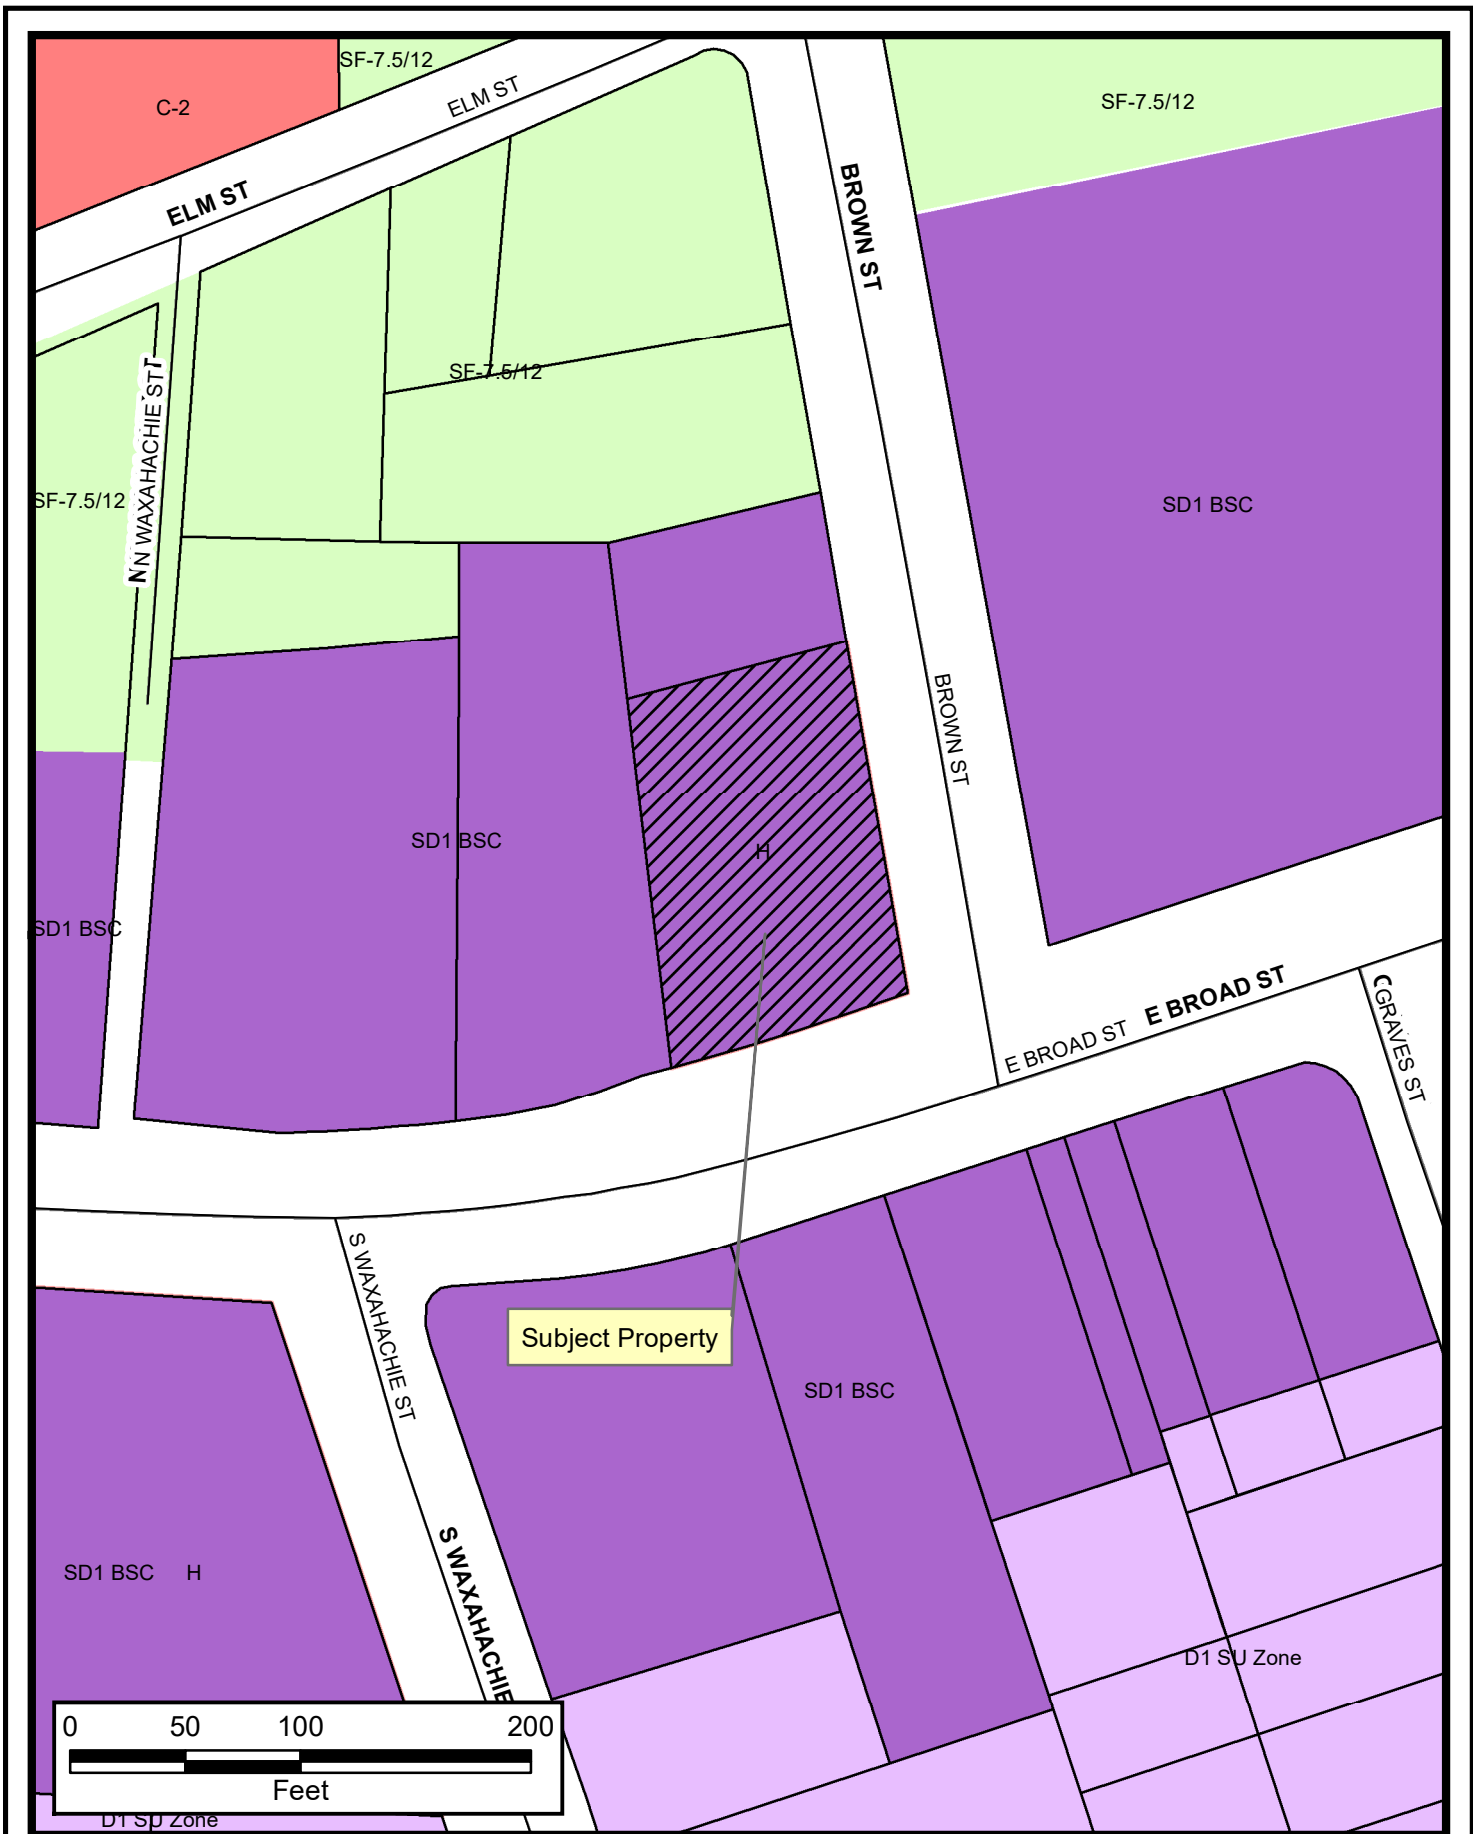 SF-7.5/12
C-2
ELM ST
SF-7.5/12
ELM ST
BROWN ST
SF-7.5/12
N WAXAHACHIE ST
SF-7.5/12
SD1 BSC
BROWN ST
SD1 BSC
H
SD1 BSC
E BROAD ST
E BROAD ST
GRAVES ST
S WAXAHACHIE ST
Subject Property
SD1 BSC
SD1 BSC H
S WAXAHACHIE
D1 SU Zone
0 50 100 200
Feet
D1 SU Zone